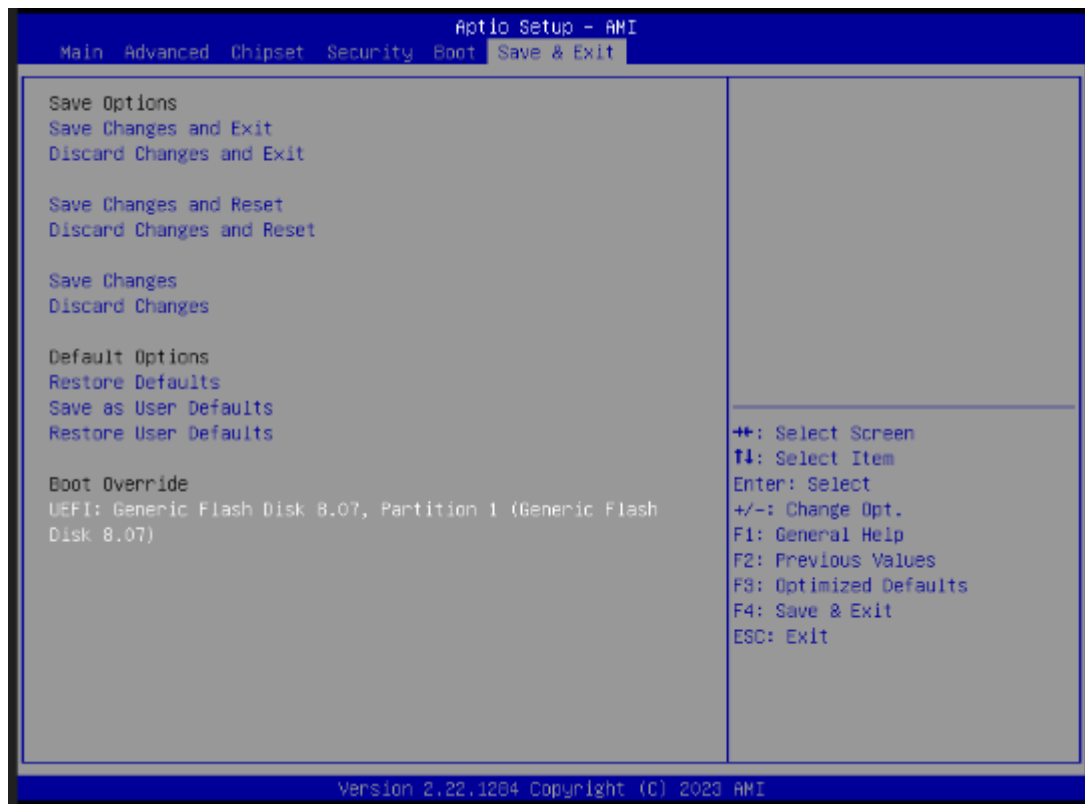 Aptio Setup - AMI
Main Advanced Chipset Security Boot Save & Exit
Save Options
Save Changes and Exit
Discard Changes and Exit
Save Changes and Reset
Discard Changes and Reset
Save Changes
Discard Changes
Default Options
Restore Defaults
Save as User Defaults
Restore User Defaults
Boot Override
UEFI: Generic Flash Disk 8.07, Partition 1 (Generic Flash
Disk 8.07)
→←: Select Screen
↑↓: Select Item
Enter: Select
+/-: Change Opt.
F1: General Help
F2: Previous Values
F3: Optimized Defaults
F4: Save & Exit
ESC: Exit
Version 2.22.1284 Copyright (C) 2023 AMI